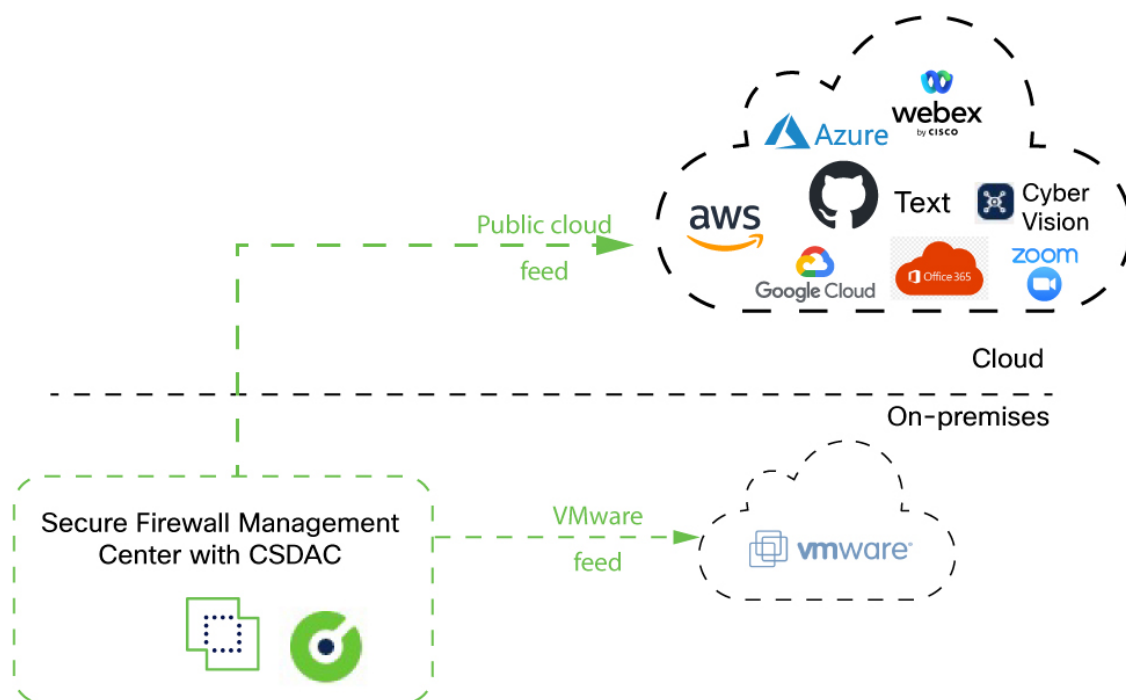 webex
by CISCO
Azure
aws
Text
Cyber
Vision
Public cloud
feed
Google Cloud
Office 365
zoom
Cloud
On-premises
Secure Firewall Management
Center with CSDAC
VMware
feed
vmware®